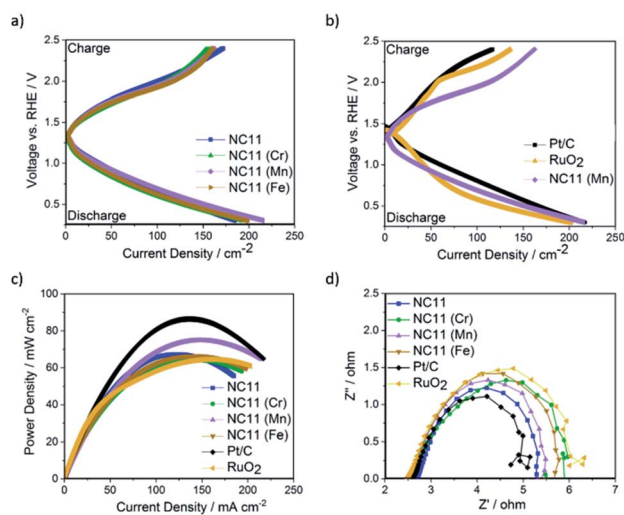 a)
Charge
Voltage vs. RHE / V
2.5
2.0
1.5
1.0
0.5
NC11
NC11 (Cr)
NC11 (Mn)
NC11 (Fe)
Discharge
0 50 100 150 200 250
Current Density / cm-2
b)
Charge
Voltage vs. RHE / V
2.5
2.0
1.5
1.0
0.5
Pt/C
RuO2
NC11 (Mn)
Discharge
0 50 100 150 200 250
Current Density / cm-2
c)
Power Density / mW cm-2
100
80
60
40
20
0
NC11
NC11 (Cr)
NC11 (Mn)
NC11 (Fe)
Pt/C
RuO2
0 50 100 150 200 250
Current Density / mA cm-2
d)
Z'' / ohm
2.5
2.0
1.5
1.0
0.5
0.0
NC11
NC11 (Cr)
NC11 (Mn)
NC11 (Fe)
Pt/C
RuO2
2 3 4 5 6 7
Z' / ohm